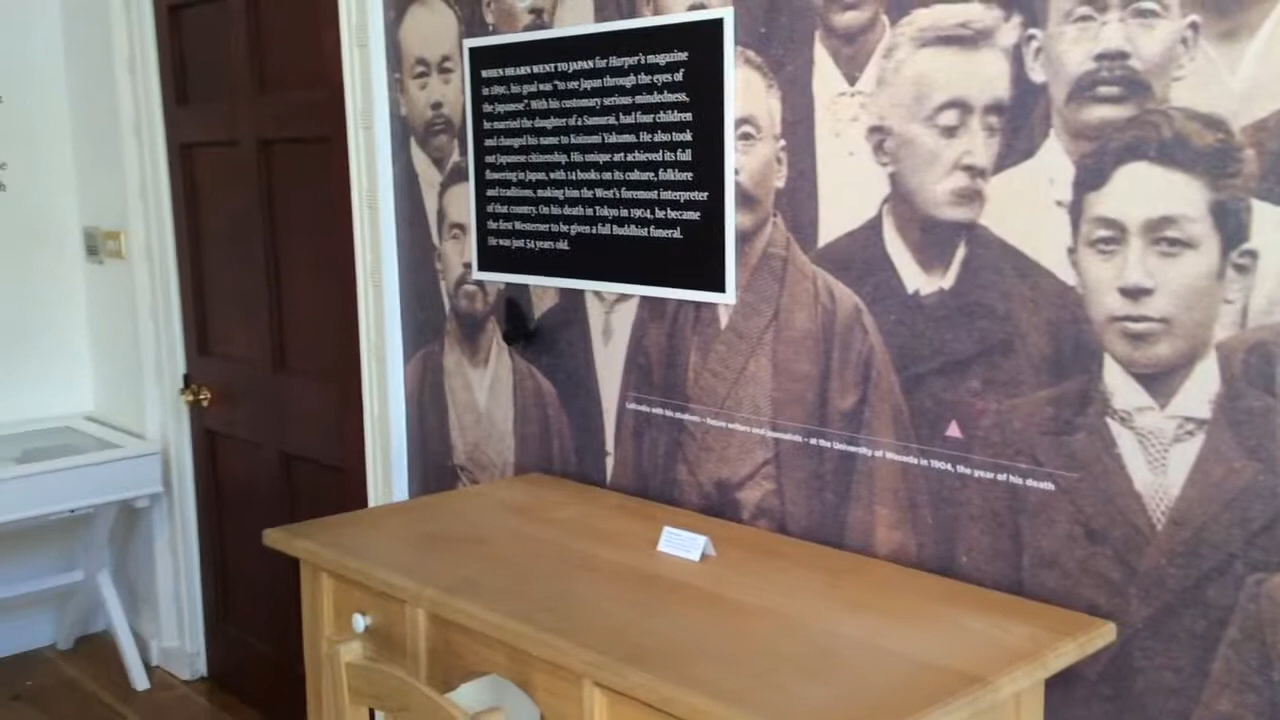 WHEN HEARN WENT TO JAPAN for Harper's magazine
in 1890, his goal was "to see Japan through the eyes of
the Japanese". With his customary serious-mindedness,
he married the daughter of a Samurai, had four children
and changed his name to Koizumi Yakumo. He also took
out Japanese citizenship. His unique art achieved its full
flowering in Japan, with 14 books on its culture, folklore
and traditions, making him the West's foremost interpreter
of that country. On his death in Tokyo in 1904, he became
the first Westerner to be given a full Buddhist funeral.
He was just 54 years old.
Lafcadio with his students – future writers and journalists – at the University of Waseda in 1904, the year of his death